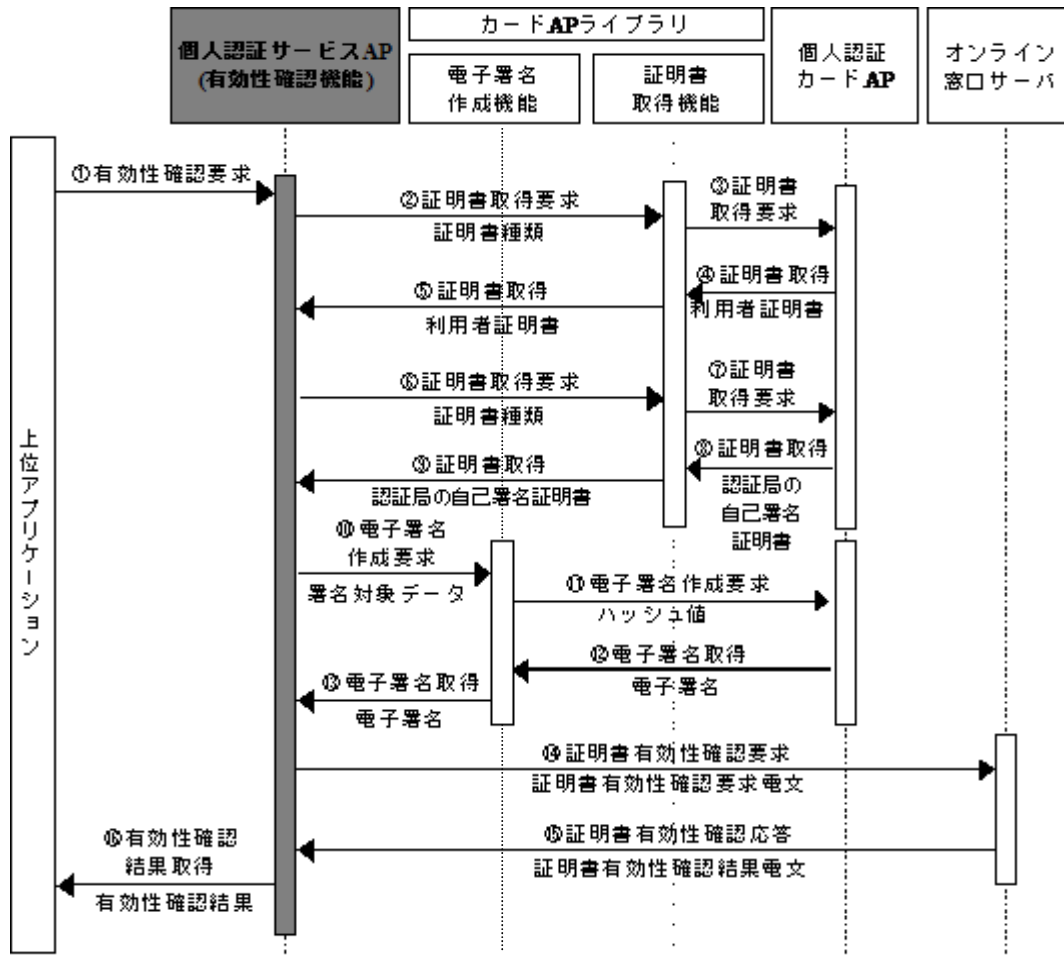 カードAPライブラリ
個人認証サービスAP
(有効性確認機能)
電子署名
作成機能
証明書
取得機能
個人認証
カードAP
オンライン
窓口サーバ
上位アプリケーション
①有効性確認要求
②証明書取得要求
証明書種類
③証明書
取得要求
④証明書取得
利用者証明書
⑤証明書取得
利用者証明書
⑥証明書取得要求
証明書種類
⑦証明書
取得要求
⑧証明書取得
認証局の
自己署名
証明書
⑨証明書取得
認証局の自己署名証明書
⑩電子署名
作成要求
署名対象データ
⑪電子署名作成要求
ハッシュ値
⑫電子署名取得
電子署名
⑬電子署名取得
電子署名
⑭証明書有効性確認要求
証明書有効性確認要求電文
⑮証明書有効性確認応答
証明書有効性確認結果電文
⑯有効性確認
結果取得
有効性確認結果